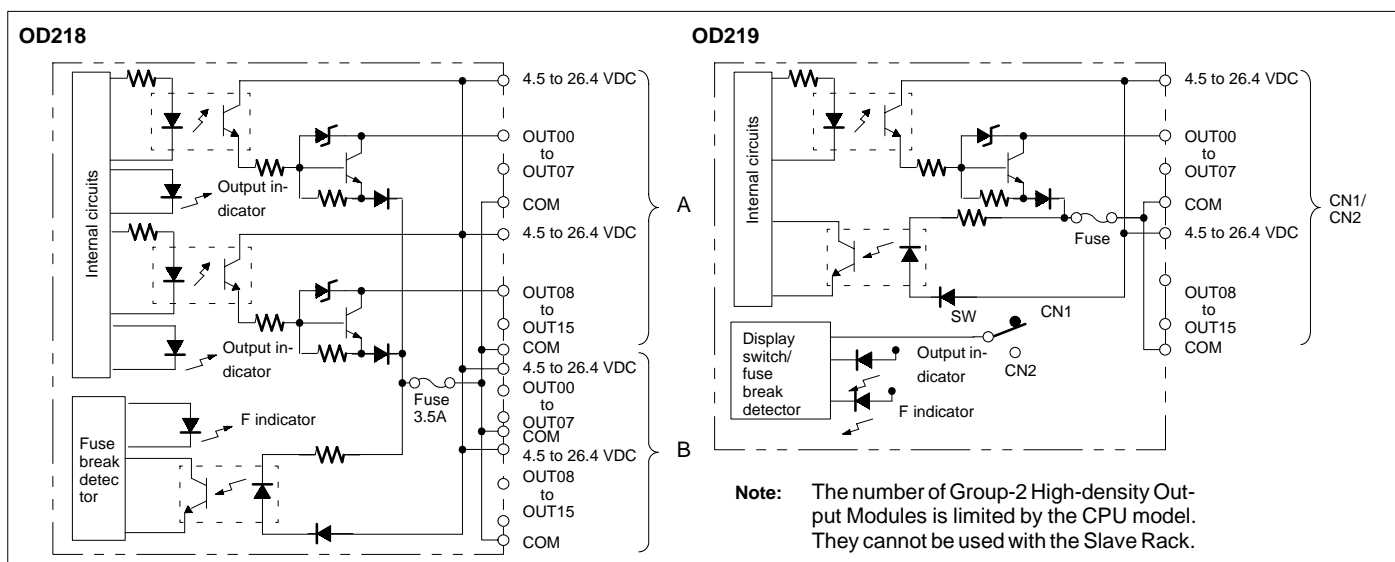 OD218
Internal circuits
Output in-
dicator
Output in-
dicator
Fuse
break
detec
tor
F indicator
Fuse
3.5A
4.5 to 26.4 VDC
OUT00
to
OUT07
COM
4.5 to 26.4 VDC
OUT08
to
OUT15
COM
4.5 to 26.4 VDC
OUT00
to
OUT07
COM
4.5 to 26.4 VDC
OUT08
to
OUT15
COM
A
B
OD219
Internal circuits
Fuse
SW
CN1
CN2
Display
switch/
fuse
break
detector
Output in-
dicator
F indicator
4.5 to 26.4 VDC
OUT00
to
OUT07
COM
4.5 to 26.4 VDC
OUT08
to
OUT15
COM
CN1/
CN2
Note: The number of Group-2 High-density Out-
put Modules is limited by the CPU model.
They cannot be used with the Slave Rack.